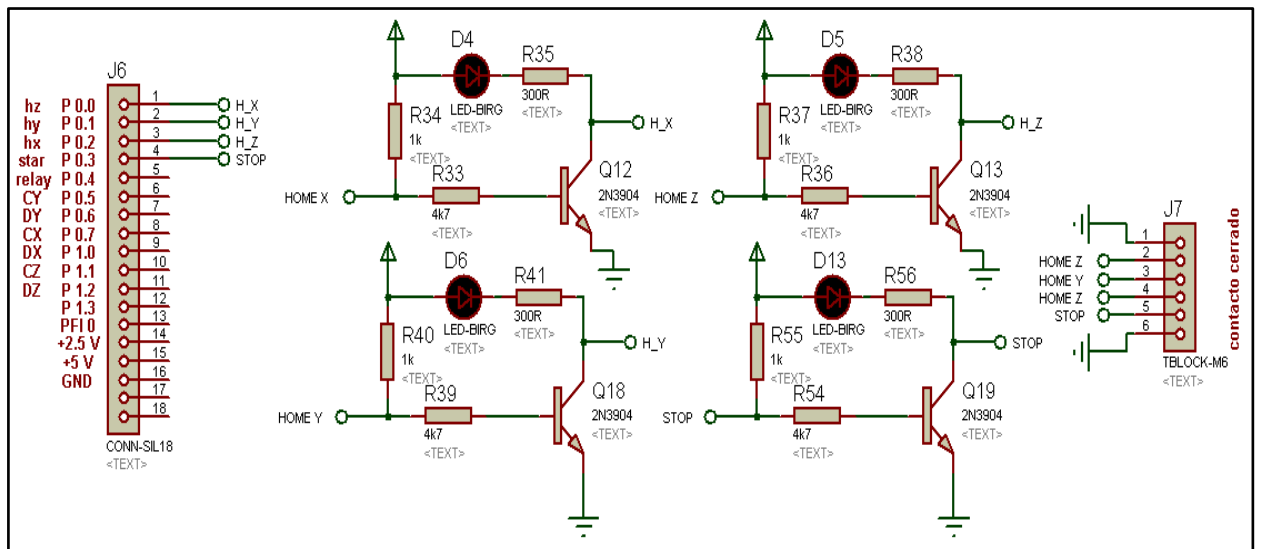 J6
hz P 0.0 1 H_X
hy P 0.1 2 H_Y
hx P 0.2 3 H_Z
star P 0.3 4 STOP
relay P 0.4 5
CY P 0.5 6
DY P 0.6 7
CX P 0.7 8
DX P 1.0 9
CZ P 1.1 10
DZ P 1.2 11
P 1.3 12
PFI 0 13
+2.5 V 14
+5 V 15
GND 16
17
18
CONN-SIL18
<TEXT>
D4
LED-BIRG
<TEXT>
R35
300R
<TEXT>
R34
1k
<TEXT>
H_X
HOME X
R33
4k7
<TEXT>
Q12
2N3904
<TEXT>
D5
LED-BIRG
<TEXT>
R38
300R
<TEXT>
R37
1k
<TEXT>
H_Z
HOME Z
R36
4k7
<TEXT>
Q13
2N3904
<TEXT>
D6
LED-BIRG
<TEXT>
R41
300R
<TEXT>
R40
1k
<TEXT>
H_Y
HOME Y
R39
4k7
<TEXT>
Q18
2N3904
<TEXT>
D13
LED-BIRG
<TEXT>
R56
300R
<TEXT>
R55
1k
<TEXT>
STOP
STOP
R54
4k7
<TEXT>
Q19
2N3904
<TEXT>
J7
1
HOME Z 2
HOME Y 3
HOME Z 4
STOP 5
6
TBLOCK-M6
<TEXT>
contacto cerrado